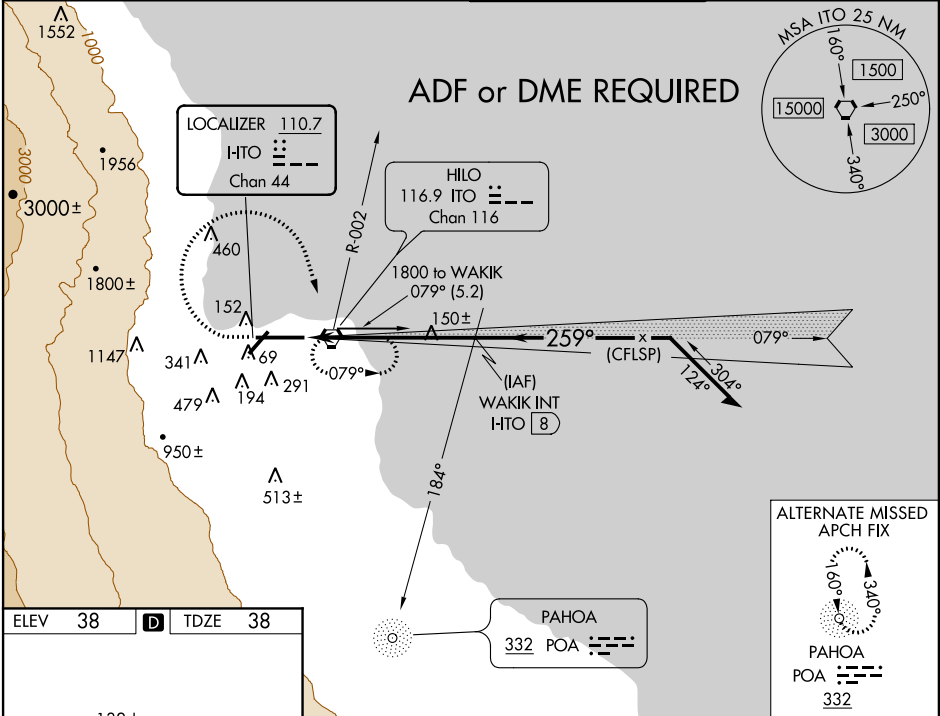 1552
1000
MSA ITO 25 NM
160°
1500
15000
250°
3000
340°
ADF or DME REQUIRED
LOCALIZER 110.7
I-ITO
Chan 44
1956
3000
3000±
HILO
116.9 ITO
Chan 116
R-002
460
1800±
1800 to WAKIK
079° (5.2)
152
150±
259°
x
(CFLSP)
079°
1147
341
69
079°
304°
124°
291
194
479
(IAF)
WAKIK INT
I-ITO 8
950±
184°
513±
ALTERNATE MISSED
APCH FIX
160°
340°
PAHOA
POA
332
PAHOA
332 POA
ELEV 38
D
TDZE 38